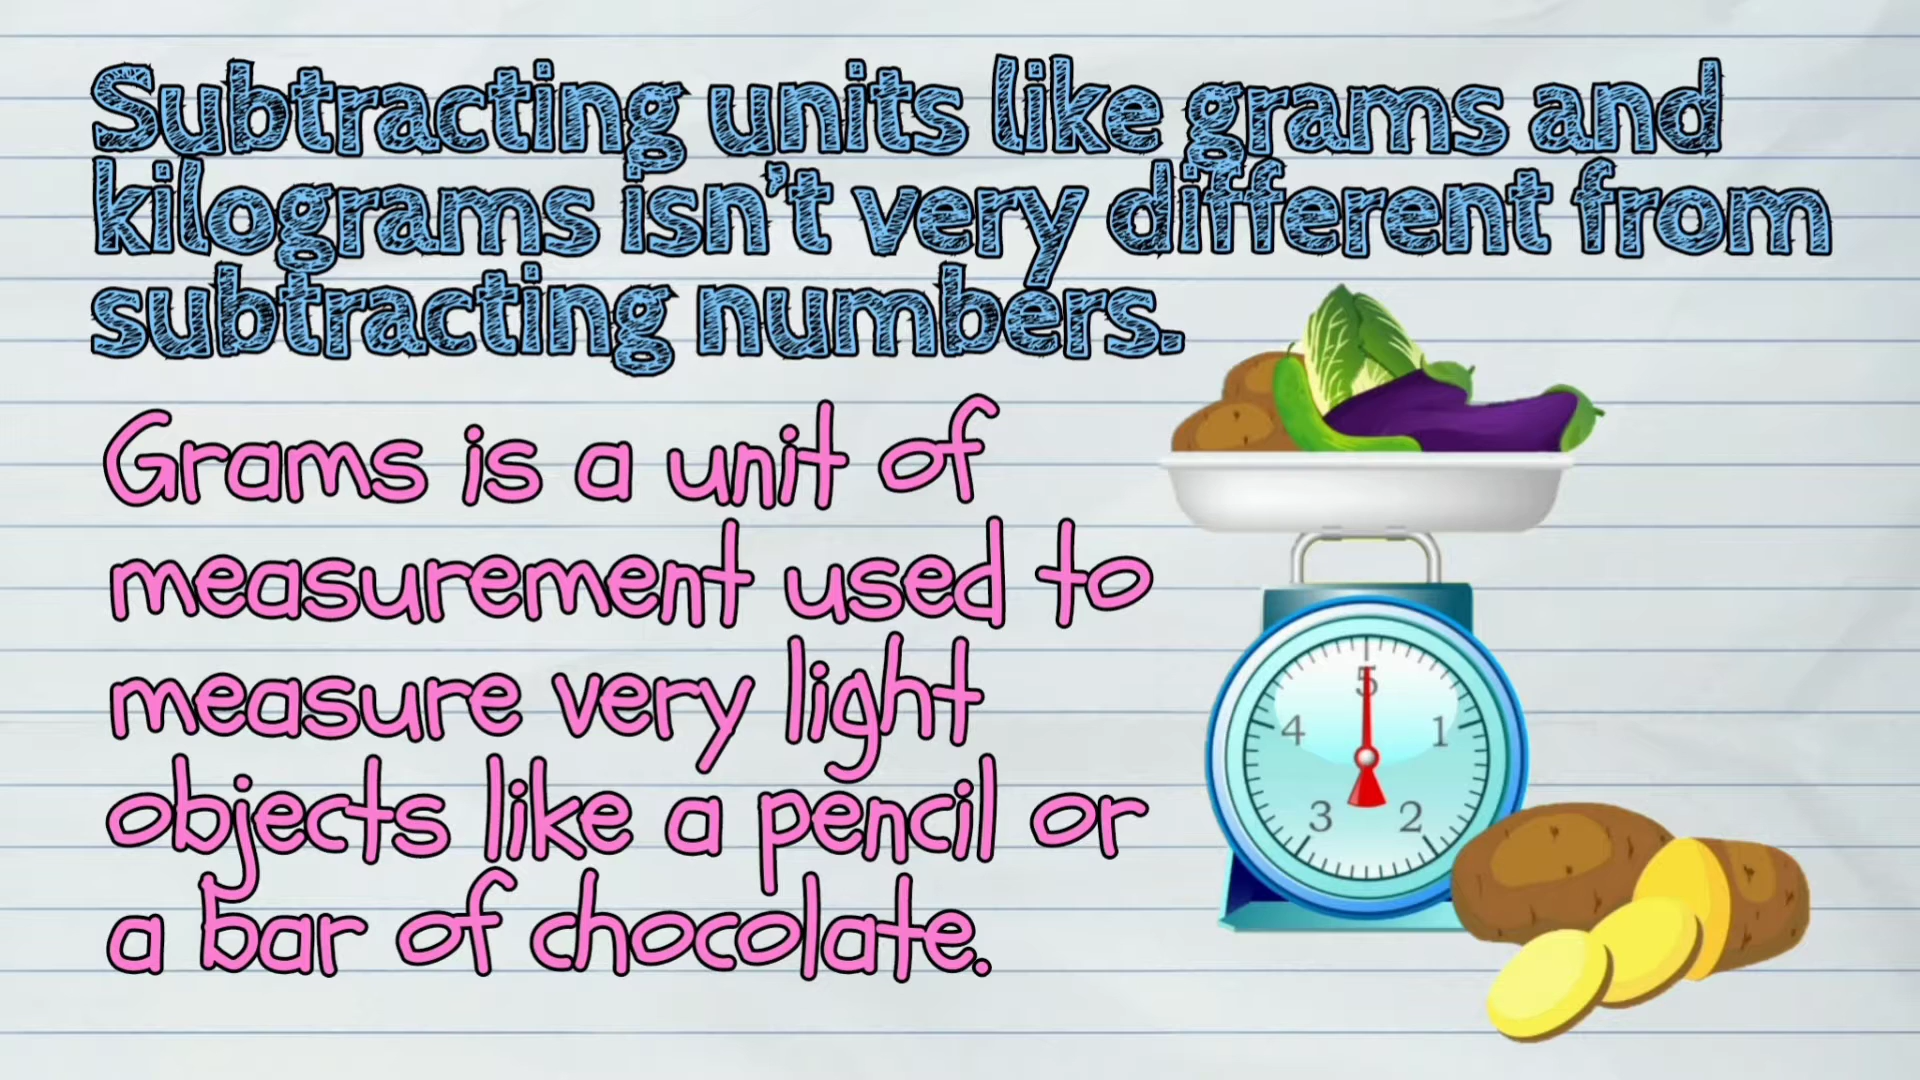 Subtracting units like grams and
kilograms isn't very different from
subtracting numbers.
Grams is a unit of
measurement used to
measure very light
objects like a pencil or
a bar of chocolate.
5
4 1
3 2